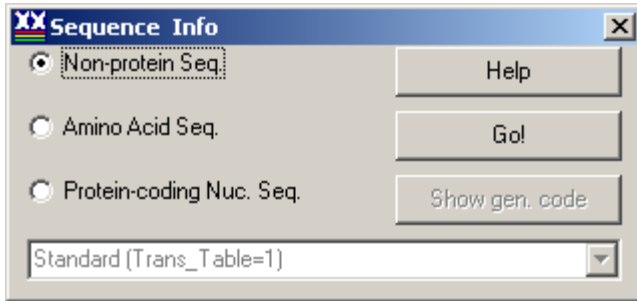 Sequence Info
Non-protein Seq.
Help
Amino Acid Seq.
Go!
Protein-coding Nuc. Seq.
Show gen. code
Standard (Trans_Table=1)